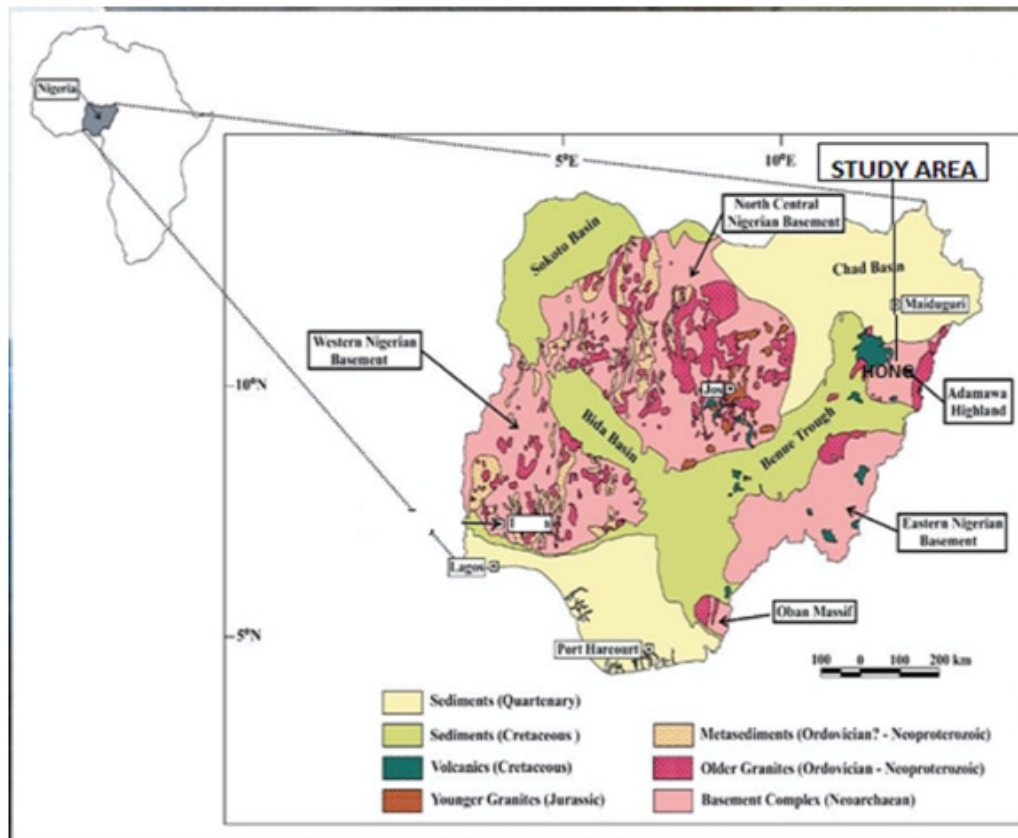 Nigeria
5°E
10°E
STUDY AREA
North Central
Nigerian Basement
Sokoto Basin
Chad Basin
Maiduguri
Western Nigerian
Basement
10°N
HONG
Jos
Adamawa
Highland
Bida Basin
Benue Trough
Eastern Nigerian
Basement
I n
Lagos
Oban Massif
5°N
Port Harcourt
100 0 100 200 km
Sediments (Quartenary)
Sediments (Cretaceous )
Volcanics (Cretaceous)
Younger Granites (Jurassic)
Metasediments (Ordovician? - Neoproterozoic)
Older Granites (Ordovician - Neoproterozoic)
Basement Complex (Neoarchaean)